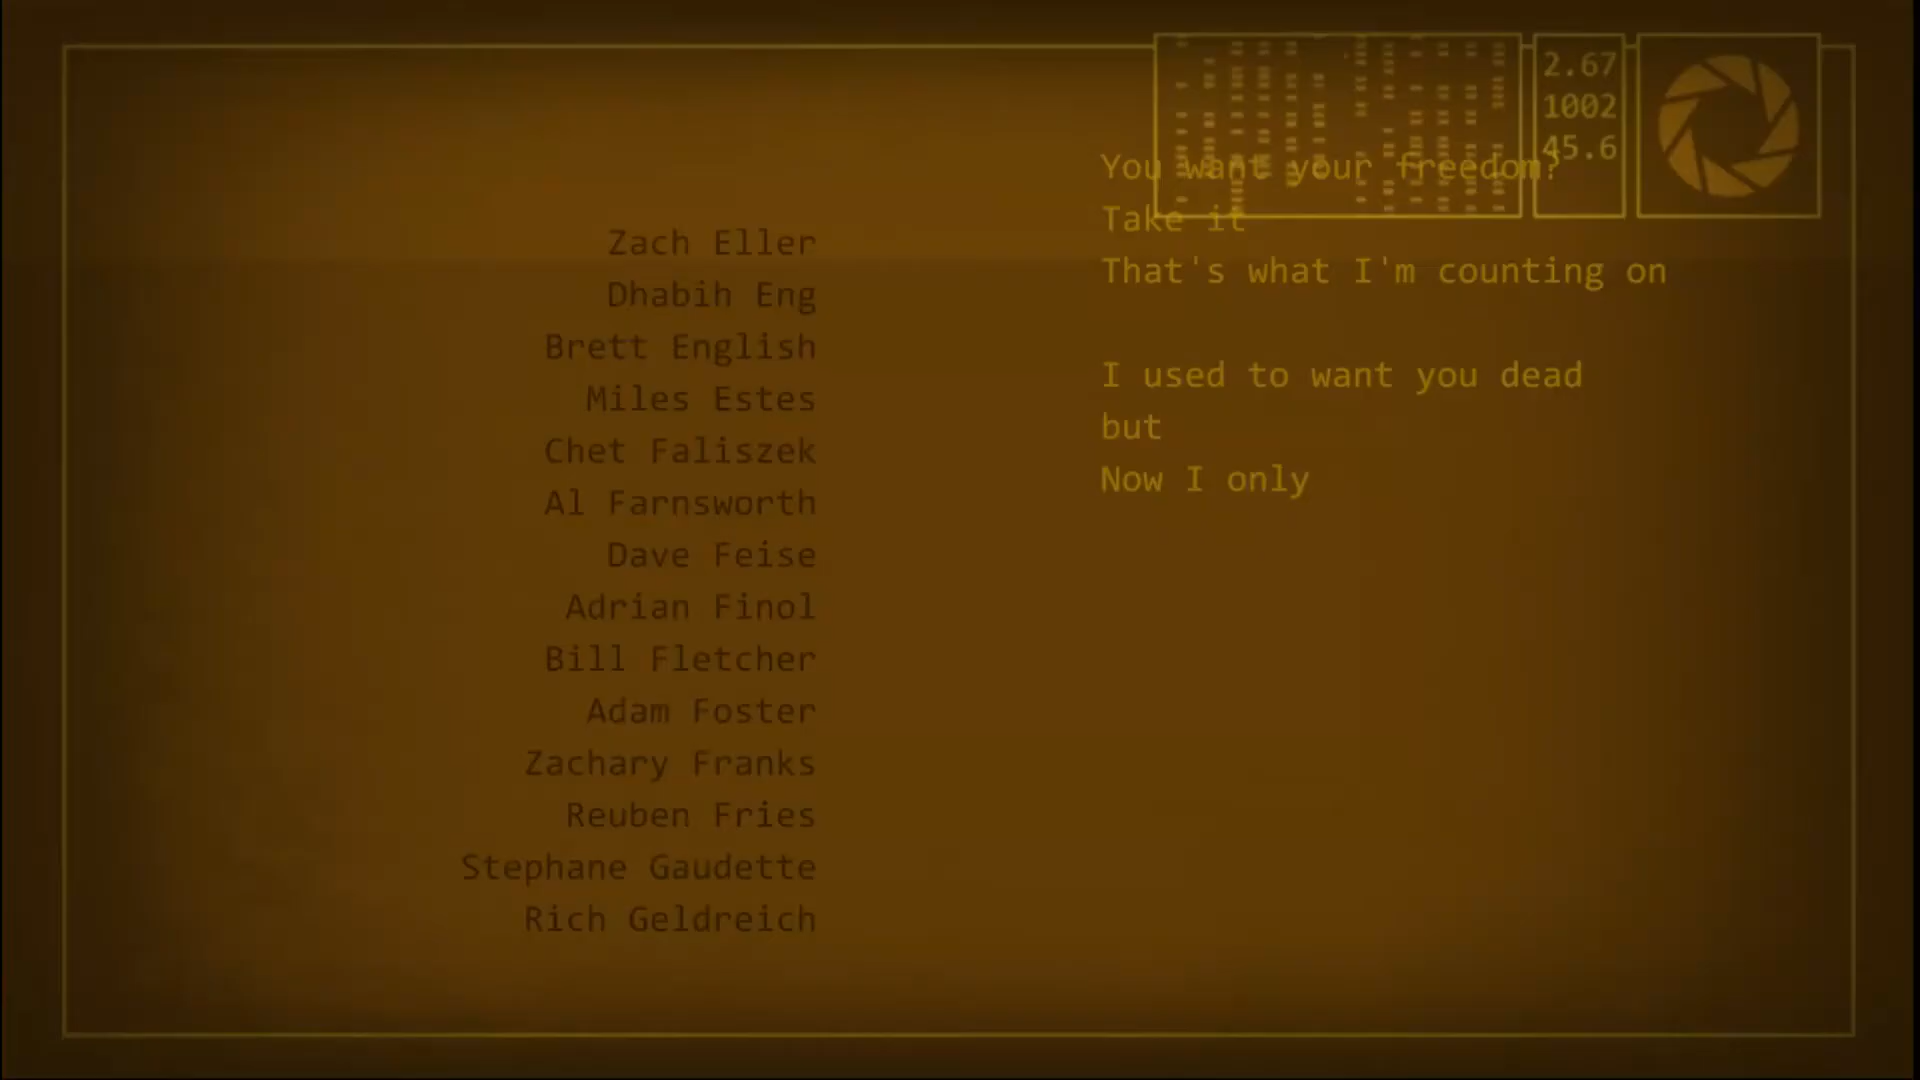 2.67
1002
45.6
You want your freedom?
Take it
That's what I'm counting on
I used to want you dead
but
Now I only
Zach Eller
Dhabih Eng
Brett English
Miles Estes
Chet Faliszek
Al Farnsworth
Dave Feise
Adrian Finol
Bill Fletcher
Adam Foster
Zachary Franks
Reuben Fries
Stephane Gaudette
Rich Geldreich